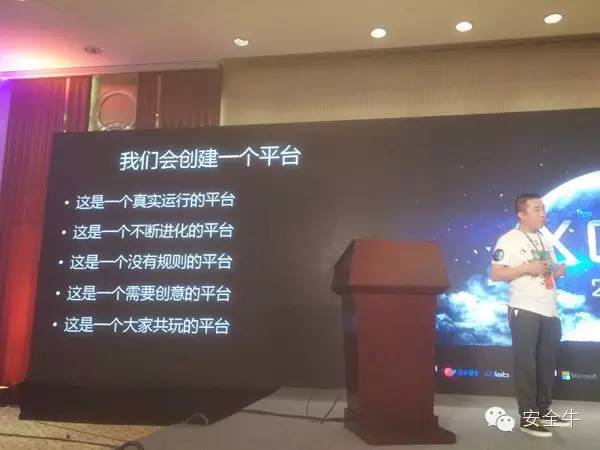 我们会创建一个平台
• 这是一个真实运行的平台
• 这是一个不断进化的平台
• 这是一个没有规则的平台
• 这是一个需要创意的平台
• 这是一个大家共玩的平台
Microsoft
安全牛